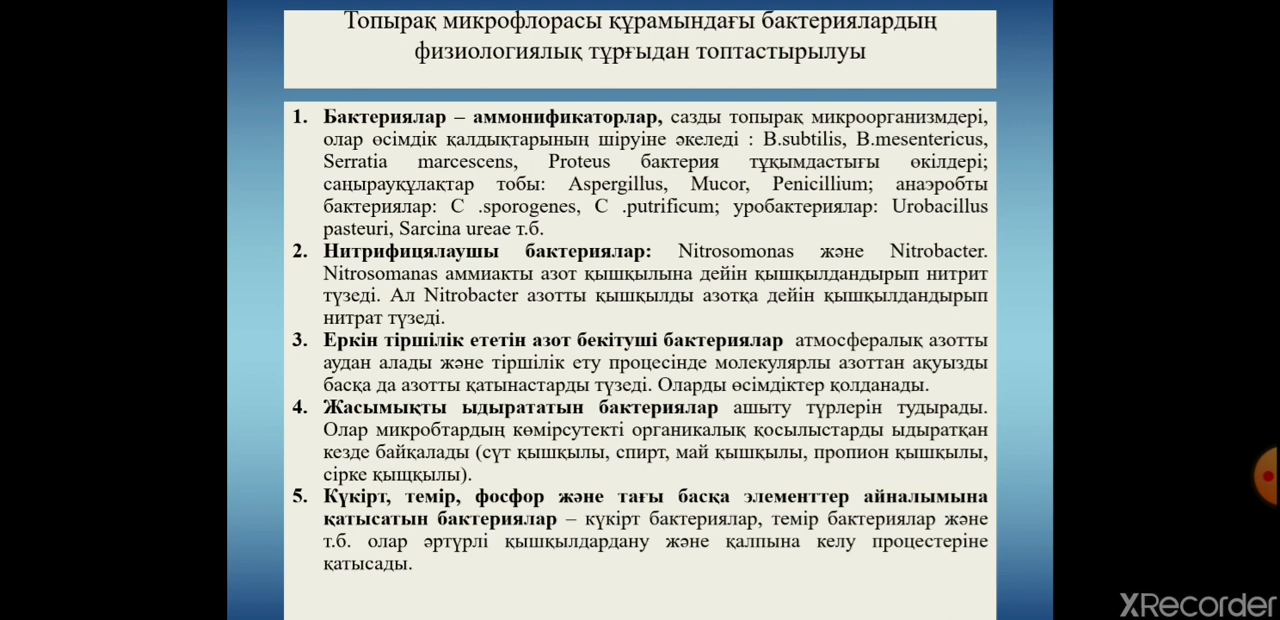 Топырақ микрофлорасы құрамындағы бактериялардың
физиологиялық тұрғыдан топтастырылуы
1. Бактериялар – аммонификаторлар, сазды топырақ микроорганизмдері,
олар өсімдік қалдықтарының шіруіне әкеледі : B.subtilis, B.mesentericus,
Serratia marcescens, Proteus бактерия тұқымдастығы өкілдері;
саңырауқұлақтар тобы: Aspergillus, Mucor, Penicillium; анаэробты
бактериялар: C .sporogenes, C .putrificum; уробактериялар: Urobacillus
pasteuri, Sarcina ureae т.б.
2. Нитрифицялаушы бактериялар: Nitrosomonas және Nitrobacter.
Nitrosomanas аммиакты азот қышқылына дейін қышқылдандырып нитрит
түзеді. Ал Nitrobacter азотты қышқылды азотқа дейін қышқылдандырып
нитрат түзеді.
3. Еркін тіршілік ететін азот бекітуші бактериялар атмосфералық азотты
аудан алады және тіршілік ету процесінде молекулярлы азоттан ақуызды
басқа да азотты қатынастарды түзеді. Оларды өсімдіктер қолданады.
4. Жасымықты ыдырататын бактериялар ашыту түрлерін тудырады.
Олар микробтардың көмірсутекті органикалық қосылыстарды ыдыратқан
кезде байқалады (сүт қышқылы, спирт, май қышқылы, пропион қышқылы,
сірке қыщқылы).
5. Күкірт, темір, фосфор және тағы басқа элементтер айналымына
қатысатын бактериялар – күкірт бактериялар, темір бактериялар және
т.б. олар әртүрлі қышқылдардану және қалпына келу процестеріне
қатысады.
XRecorder